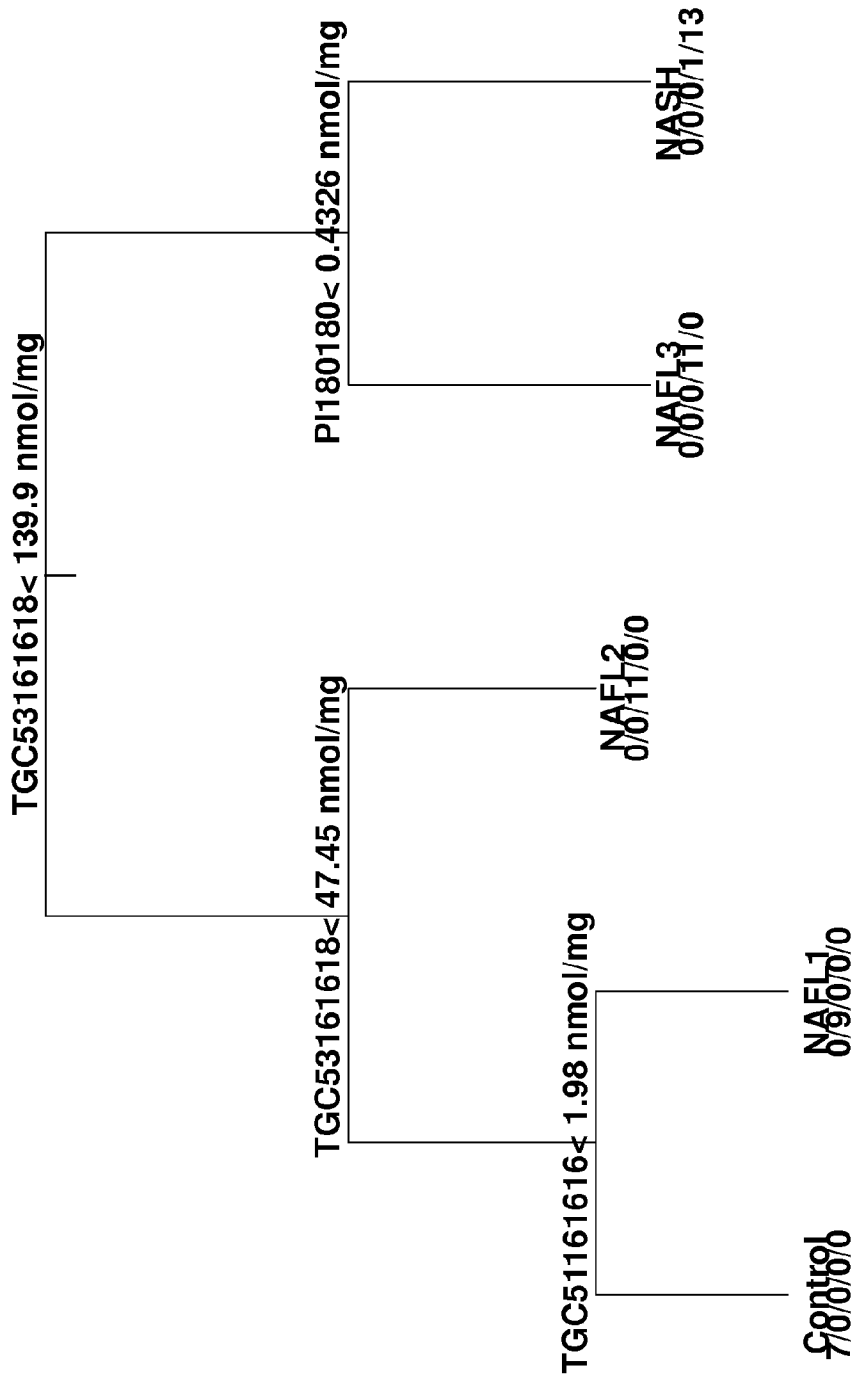 TGC53161618< 139.9 nmol/mg
TGC53161618< 47.45 nmol/mg
PI180180< 0.4326 nmol/mg
TGC51161616< 1.98 nmol/mg
NAFL2
0/0/11/0/0
NAFL3
0/0/0/11/0
NASH
0/0/0/1/13
Control
7/0/0/0/0
NAFL1
0/9/0/0/0